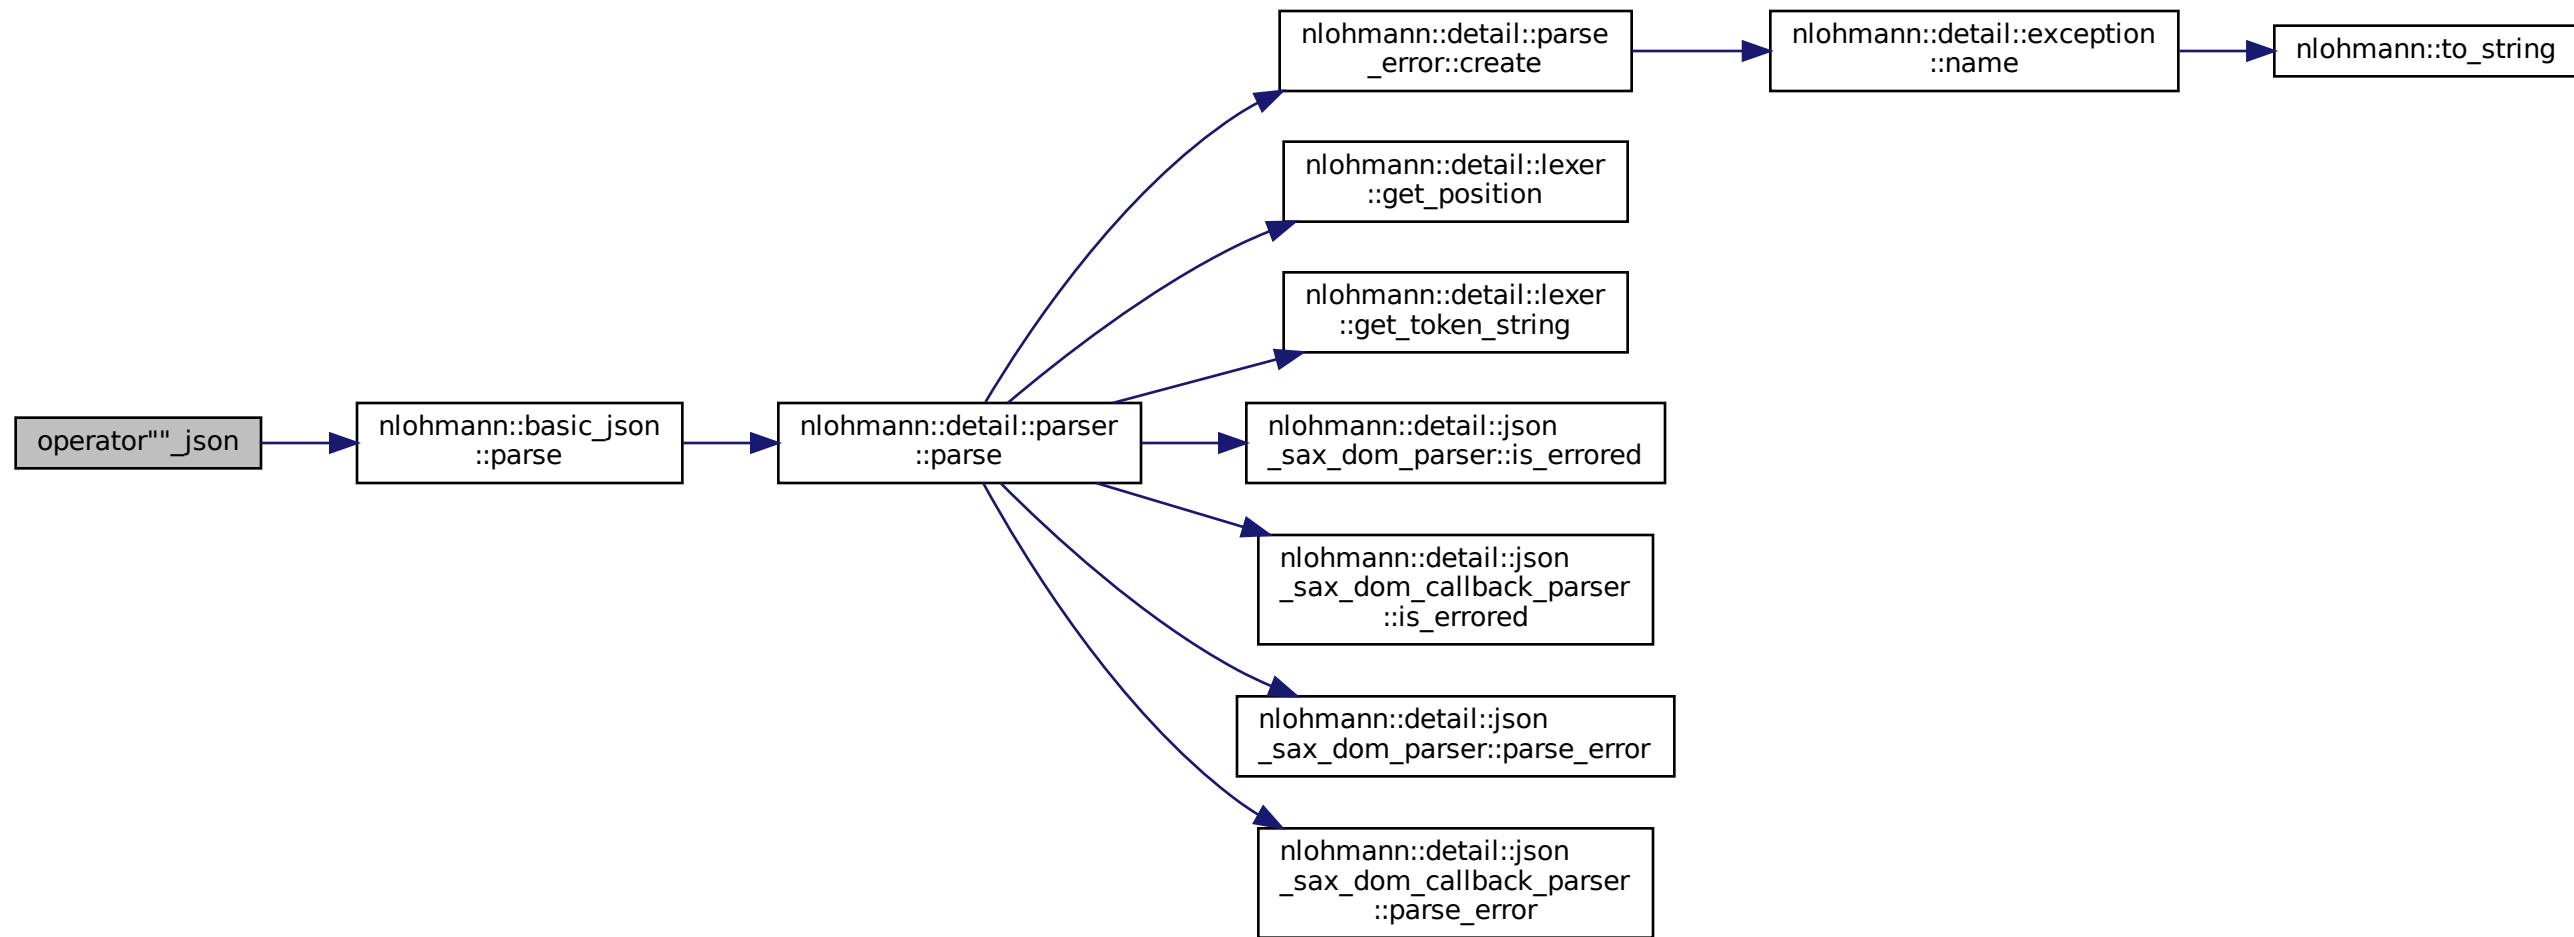 operator""_json
nlohmann::basic_json
::parse
nlohmann::detail::parser
::parse
nlohmann::detail::parse
_error::create
nlohmann::detail::exception
::name
nlohmann::to_string
nlohmann::detail::lexer
::get_position
nlohmann::detail::lexer
::get_token_string
nlohmann::detail::json
_sax_dom_parser::is_errored
nlohmann::detail::json
_sax_dom_callback_parser
::is_errored
nlohmann::detail::json
_sax_dom_parser::parse_error
nlohmann::detail::json
_sax_dom_callback_parser
::parse_error